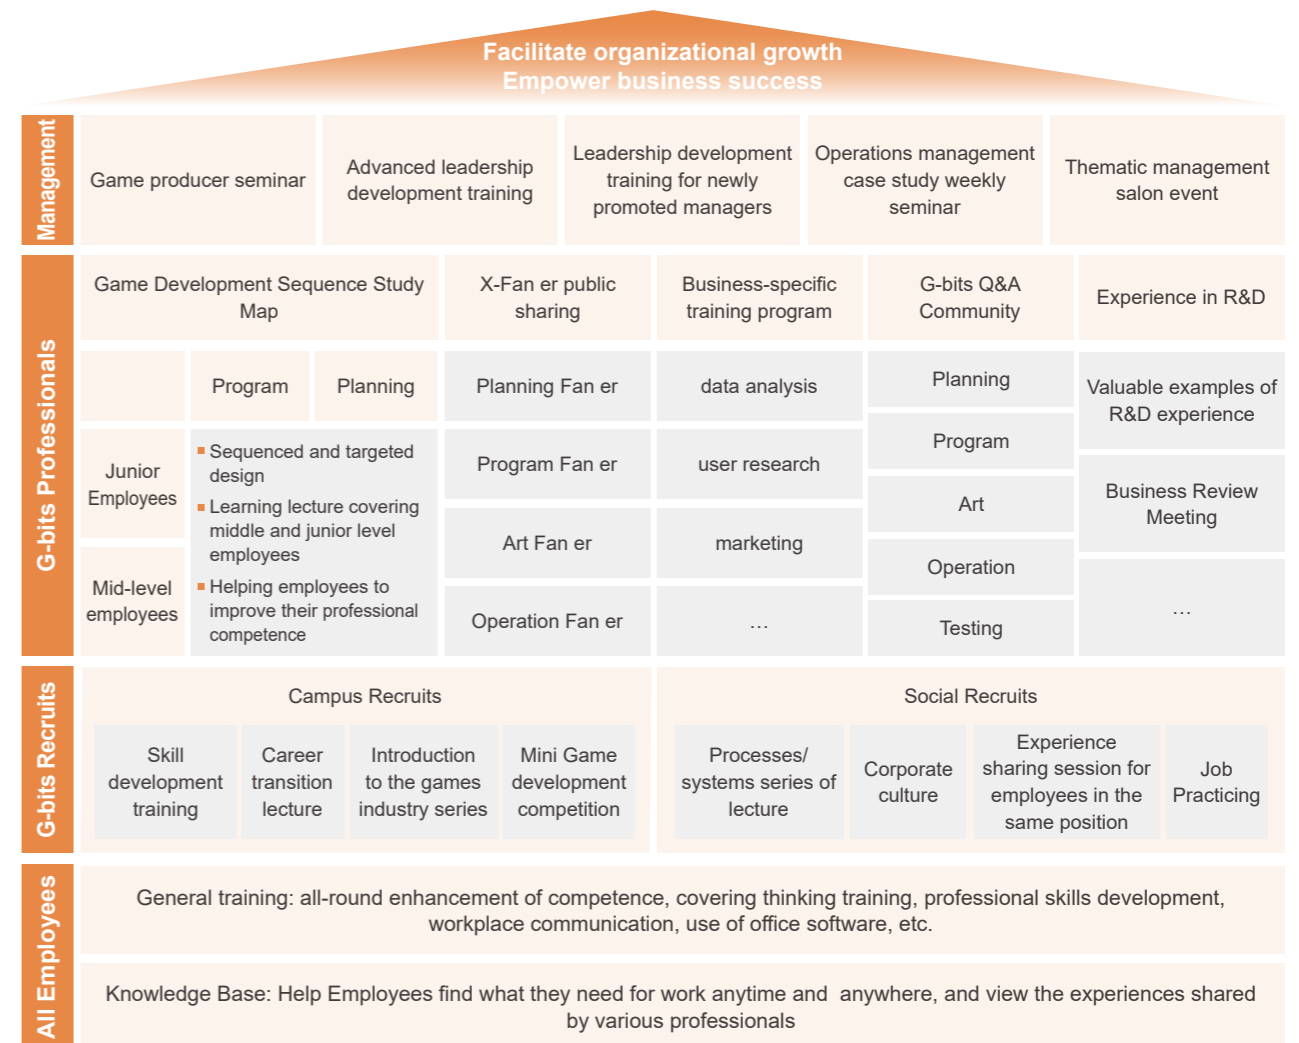 Facilitate organizational growth
Empower business success
Management
Game producer seminar
Advanced leadership
development training
Leadership development
training for newly
promoted managers
Operations management
case study weekly
seminar
Thematic management
salon event
G-bits Professionals
Game Development Sequence Study
Map
X-Fan er public
sharing
Business-specific
training program
G-bits Q&A
Community
Experience in R&D
Program
Planning
Junior
Employees
Mid-level
employees
Sequenced and targeted
design
Learning lecture covering
middle and junior level
employees
Helping employees to
improve their professional
competence
Planning Fan er
Program Fan er
Art Fan er
Operation Fan er
data analysis
user research
marketing
…
Planning
Program
Art
Operation
Testing
Valuable examples of
R&D experience
Business Review
Meeting
…
G-bits Recruits
Campus Recruits
Skill
development
training
Career
transition
lecture
Introduction
to the games
industry series
Mini Game
development
competition
Social Recruits
Processes/
systems series of
lecture
Corporate
culture
Experience
sharing session for
employees in the
same position
Job
Practicing
All Employees
General training: all-round enhancement of competence, covering thinking training, professional skills development,
workplace communication, use of office software, etc.
Knowledge Base: Help Employees find what they need for work anytime and  anywhere, and view the experiences shared
by various professionals